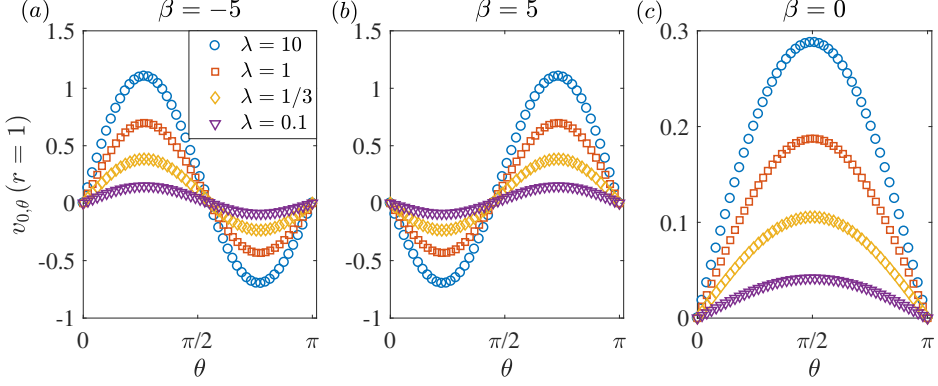 (a) β = −5
1.5
1
0.5
0
-0.5
-1
v₀,θ (r = 1)
0 π/2 π
θ
λ = 10
λ = 1
λ = 1/3
λ = 0.1
(b) β = 5
1.5
1
0.5
0
-0.5
-1
0 π/2 π
θ
(c) β = 0
0.3
0.2
0.1
0
0 π/2 π
θ